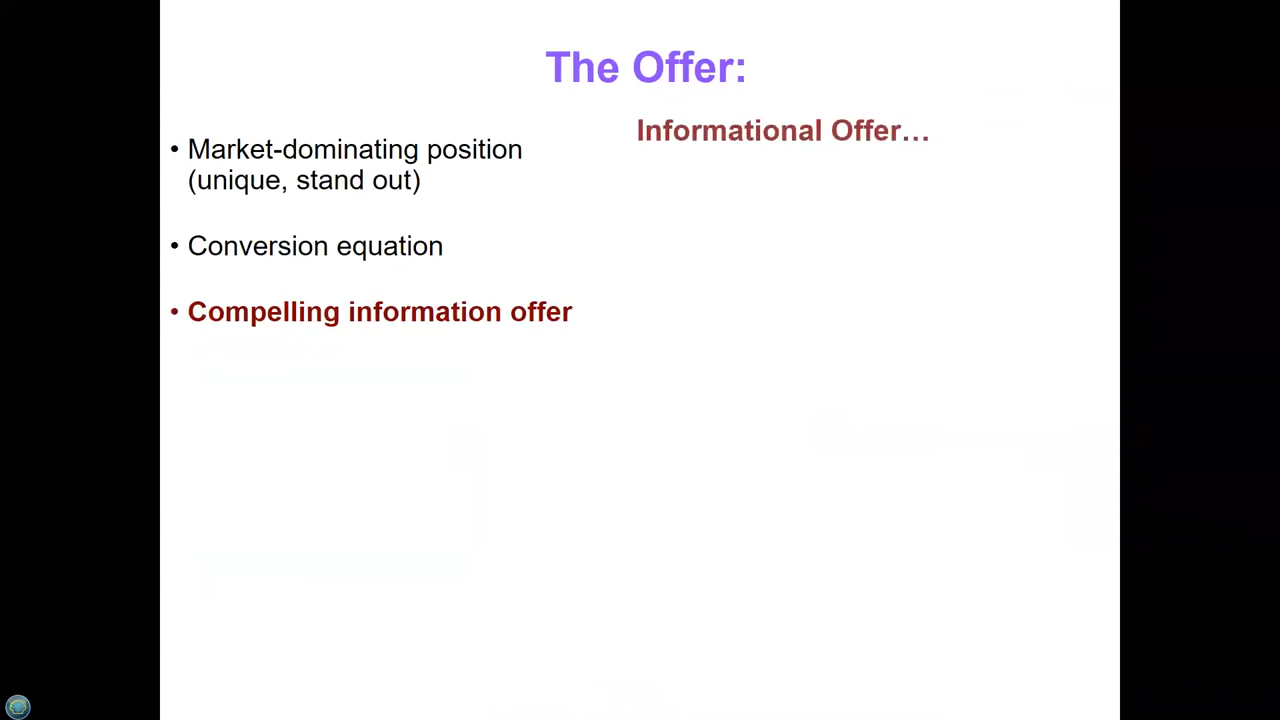 The Offer:
Informational Offer…
• Market-dominating position
(unique, stand out)
• Conversion equation
• Compelling information offer